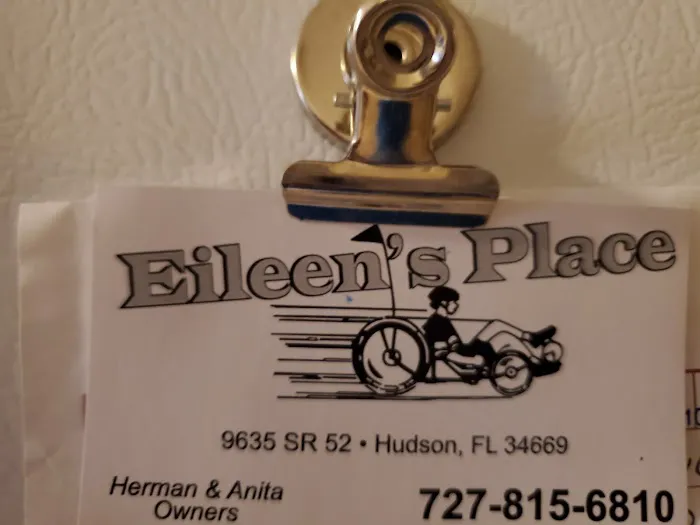 Eileen's Place
9635 SR 52 • Hudson, FL 34669
Herman & Anita
Owners
727-815-6810